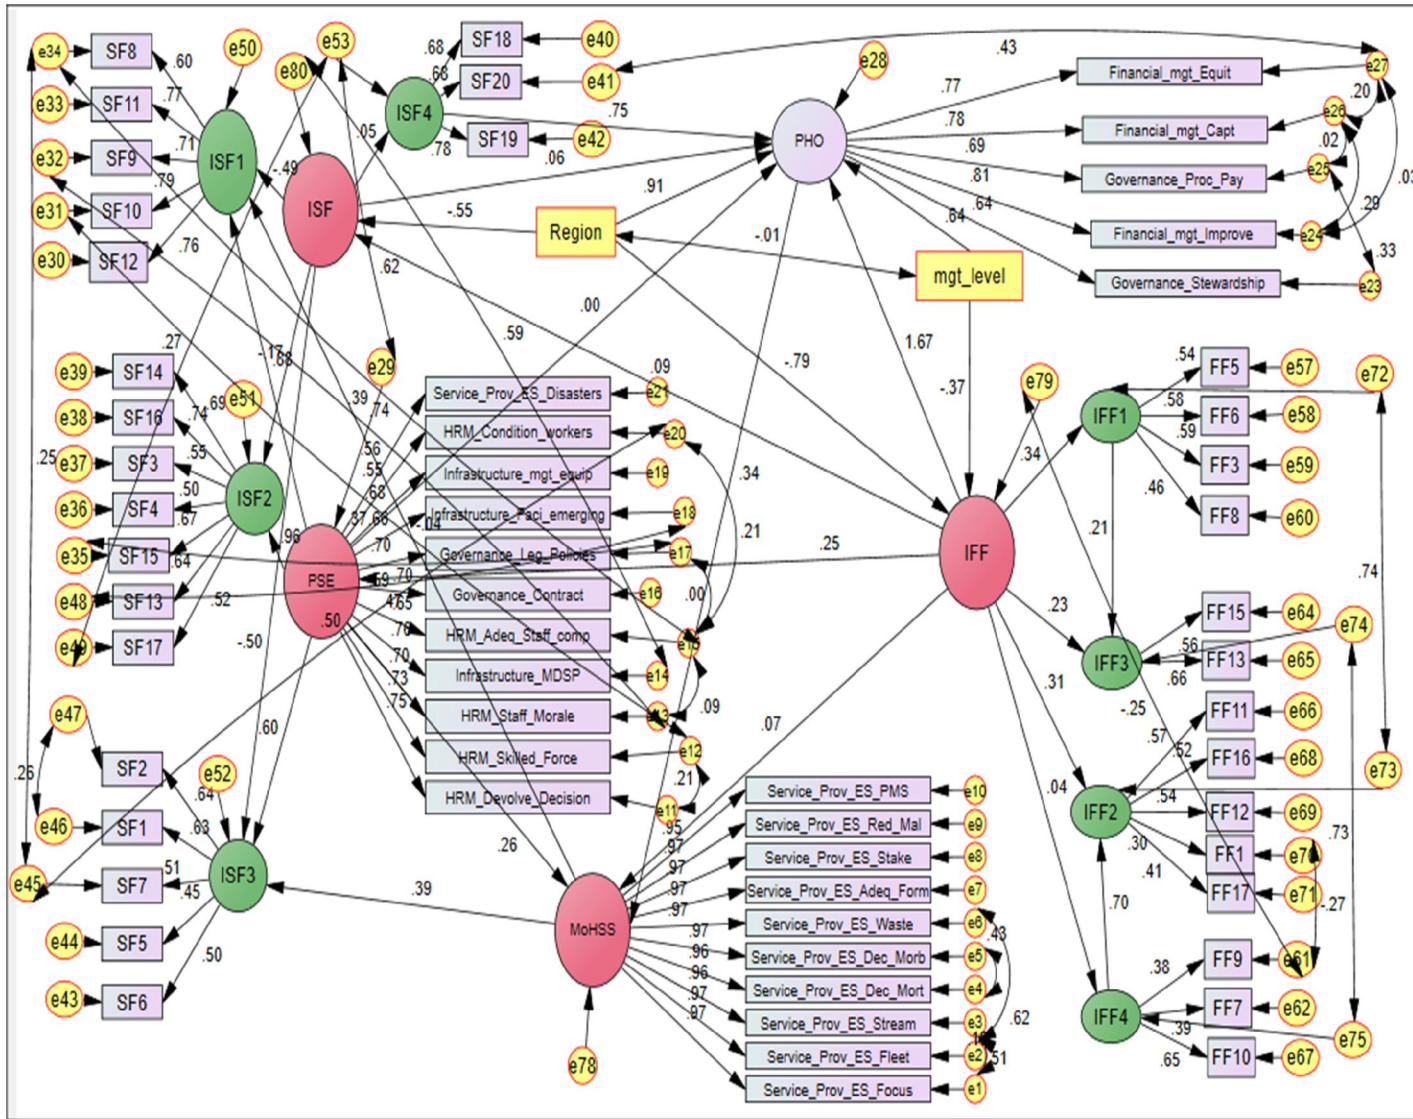 e34
SF8
.60
e50
e53
e80
.68
SF18
e40
.68
SF20
e41
.43
e27
e28
.77
Financial_mgt_Equit
e33
SF11
.77
ISF4
.75
.20
e26
PHO
.78
Financial_mgt_Capt
.05
.78
SF19
e42
.06
.02
.69
e32
SF9
.71
ISF1
-.49
.91
.81
Governance_Proc_Pay
e25
.03
.79
e31
SF10
ISF
-.55
.64
.64
.29
Financial_mgt_Improve
e24
e30
SF12
.76
.62
Region
-.01
mgt_level
.33
Governance_Stewardship
e23
.00
.27
-.17
.68
.59
.09
-.79
1.67
-.37
e39
SF14
e29
.39
.74
Service_Prov_ES_Disasters
e21
e79
.54
FF5
e57
e72
e38
SF16
.74
.69
e51
HRM_Condition_workers
e20
IFF1
.58
FF6
e58
.56
.55
e37
SF3
.55
.68
Infrastructure_mgt_equip
e19
.34
.34
.59
FF3
e59
.25
e36
SF4
.50
ISF2
.37
.66
-.04
Infrastructure_Faci_emerging
e18
.46
FF8
e60
.67
.96
.21
.21
e35
SF15
.64
.70
Governance_Leg_Policies
e17
.25
IFF
.74
PSE
.69
.70
e48
SF13
.52
.47
.65
Governance_Contract
e16
.00
.23
FF15
e64
e74
e49
SF17
.50
.70
HRM_Adeq_Staff_comp
e15
.56
-.50
.70
Infrastructure_MDSP
e14
IFF3
.66
FF13
e65
.31
.73
.75
HRM_Staff_Morale
e13
.09
-.25
FF11
e66
e47
.60
.07
.57
.52
HRM_Skilled_Force
e12
FF16
e68
.26
SF2
e52
.21
.04
e73
.64
HRM_Devolve_Decision
e11
Service_Prov_ES_PMS
e10
.54
e46
SF1
.63
.95
IFF2
FF12
e69
.73
.97
Service_Prov_ES_Red_Mal
e9
.30
.26
.97
Service_Prov_ES_Stake
e8
.41
FF1
e70
e45
SF7
.51
ISF3
.39
.97
Service_Prov_ES_Adeq_Form
e7
FF17
e71
.45
.97
.70
-.27
.97
Service_Prov_ES_Waste
e6
.43
e44
SF5
.50
MoHSS
.96
Service_Prov_ES_Dec_Morb
e5
.38
FF9
e61
.96
Service_Prov_ES_Dec_Mort
e4
e43
SF6
.97
IFF4
FF7
e62
.97
Service_Prov_ES_Stream
e3
.62
.39
e75
.65
FF10
e67
e78
Service_Prov_ES_Fleet
e2
.51
Service_Prov_ES_Focus
e1